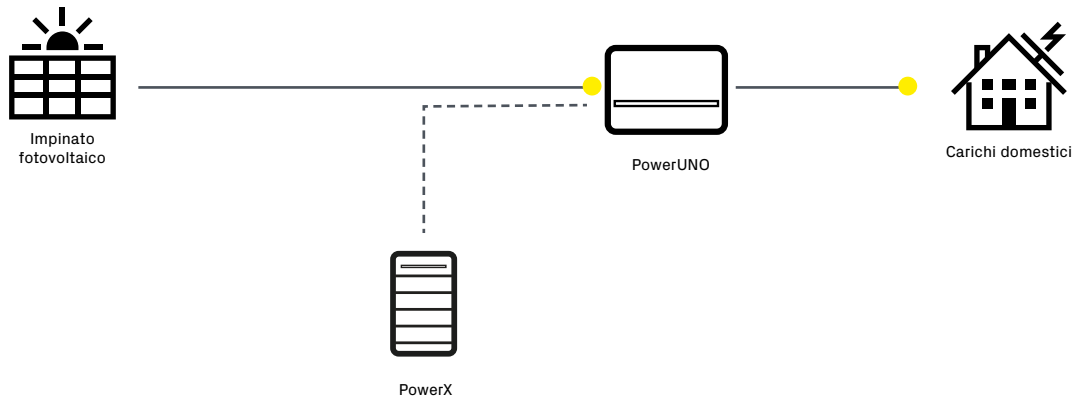 Impinato
fotovoltaico
PowerUNO
Carichi domestici
PowerX